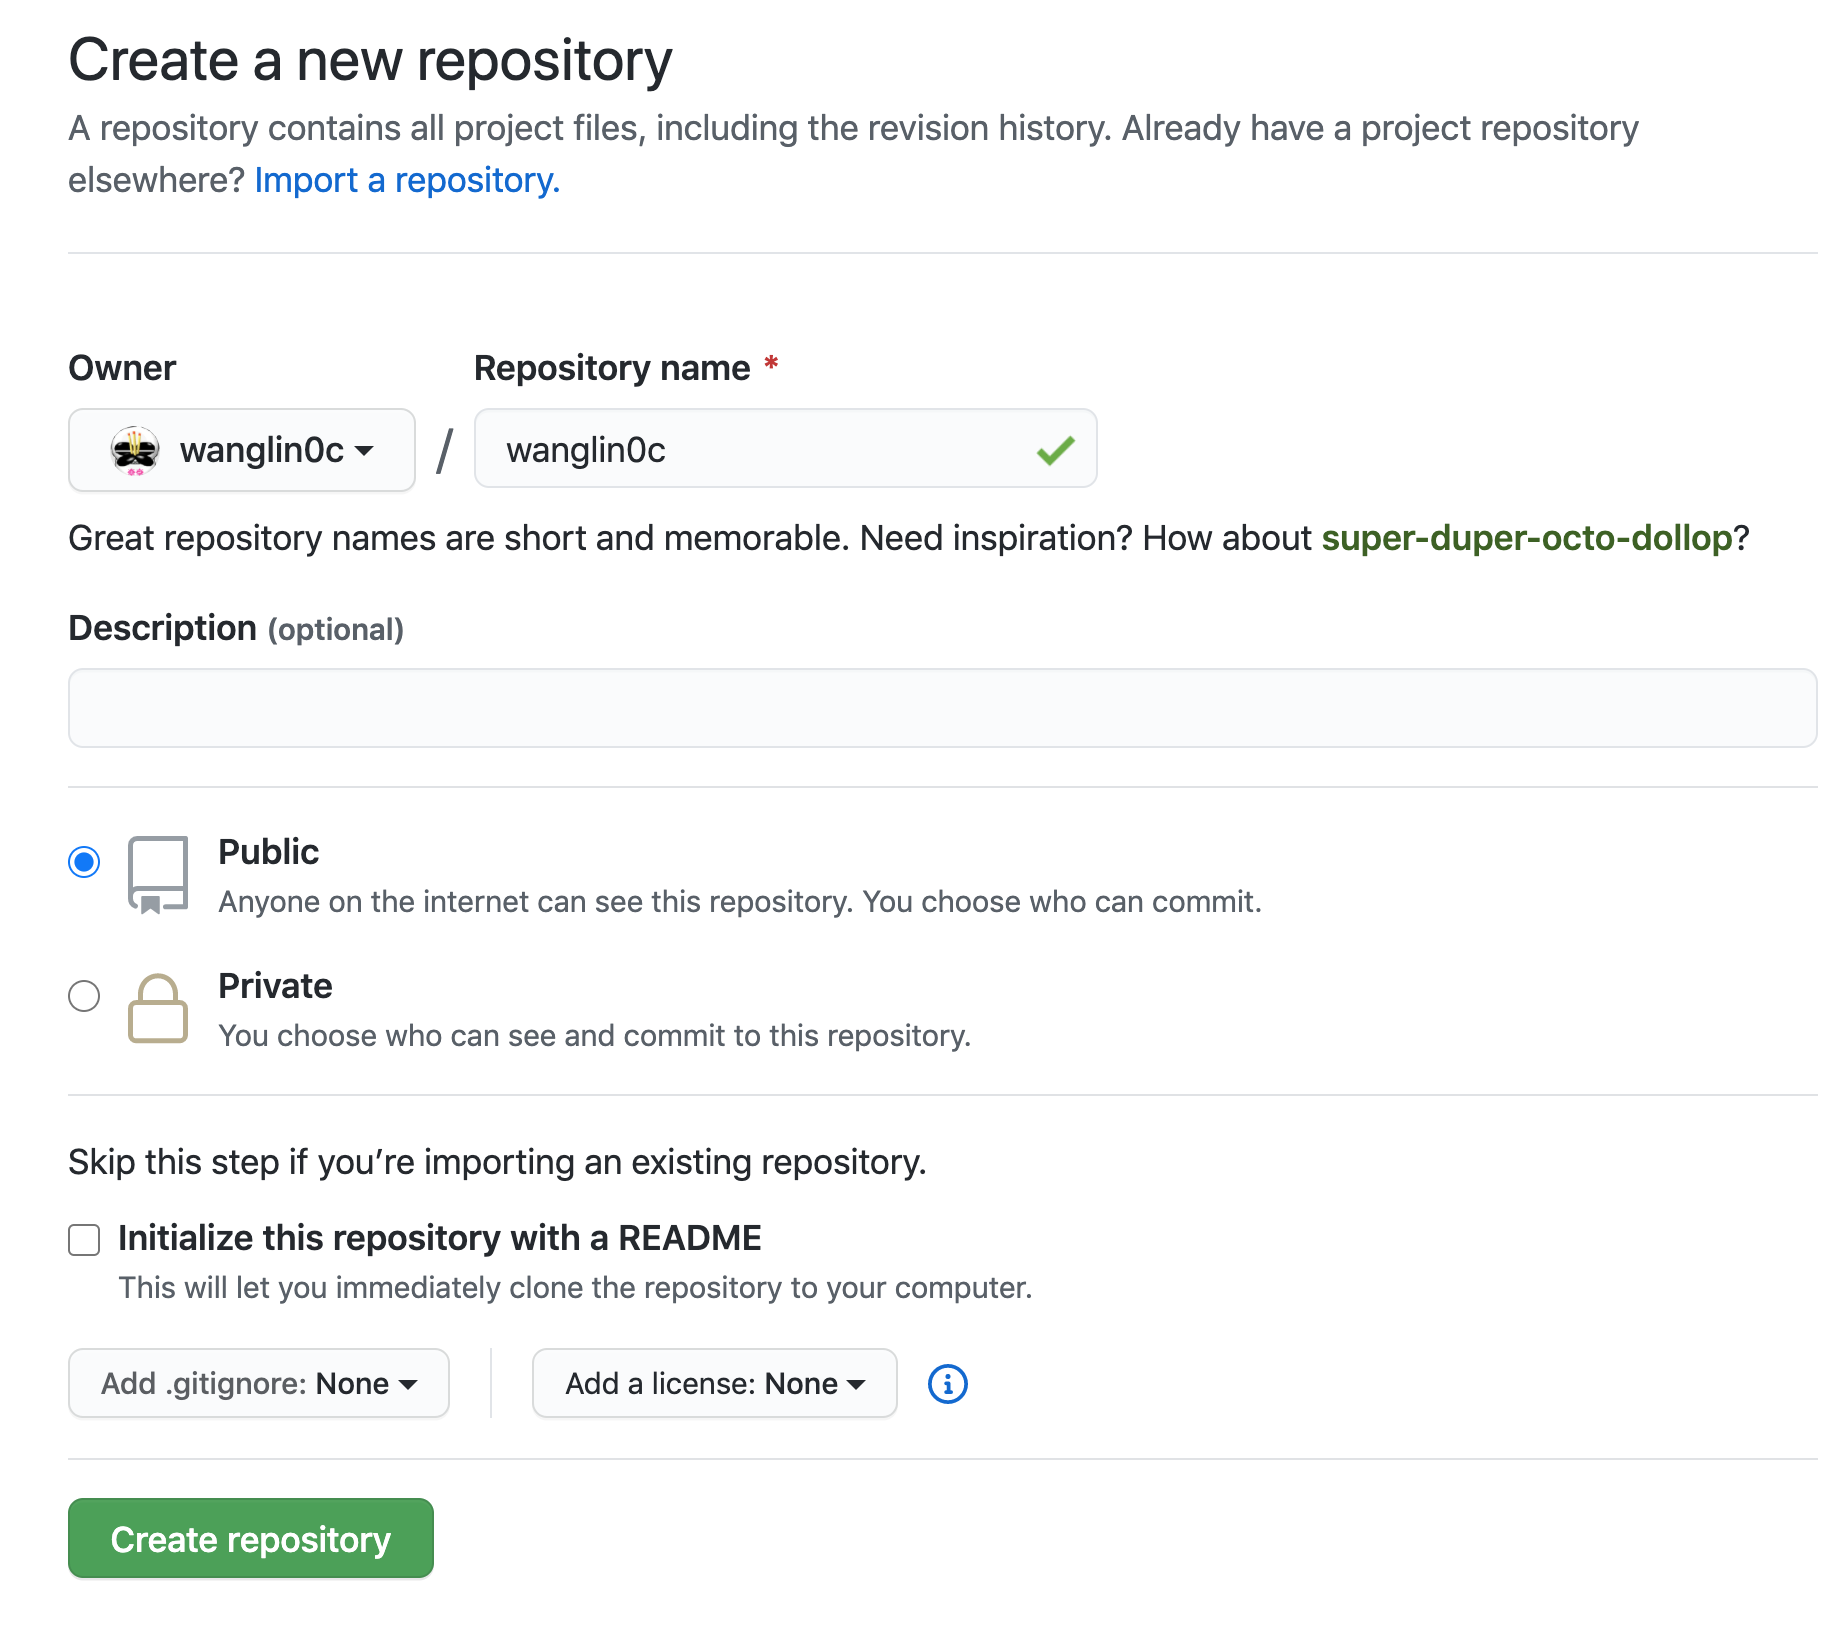 Create a new repository
A repository contains all project files, including the revision history. Already have a project repository
elsewhere? Import a repository.
Owner
Repository name *
wanglin0c
/
wanglin0c
Great repository names are short and memorable. Need inspiration? How about super-duper-octo-dollop?
Description (optional)
Public
Anyone on the internet can see this repository. You choose who can commit.
Private
You choose who can see and commit to this repository.
Skip this step if you’re importing an existing repository.
Initialize this repository with a README
This will let you immediately clone the repository to your computer.
Add .gitignore: None
Add a license: None
Create repository